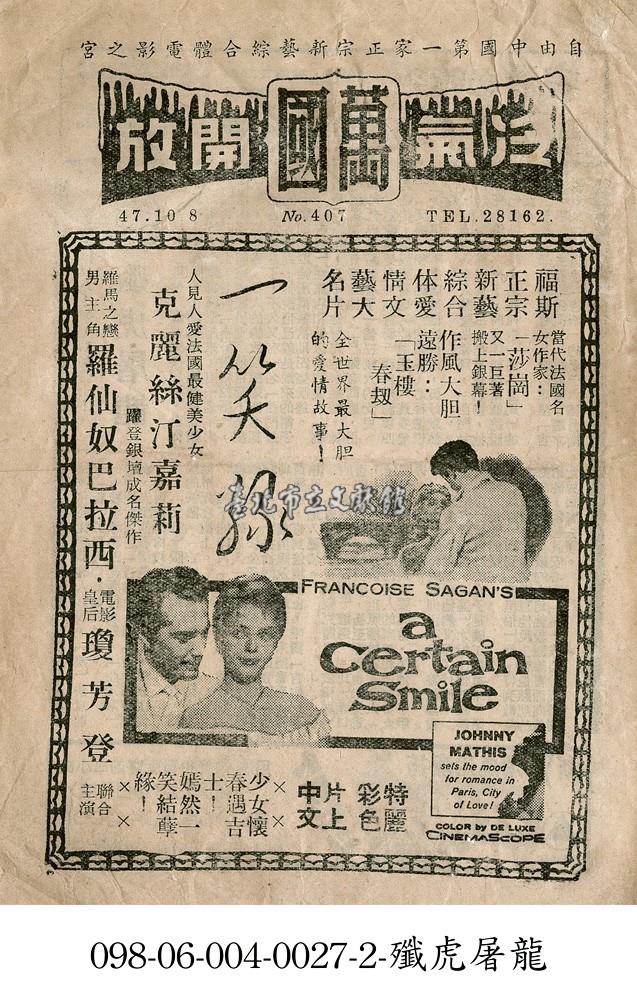 自由中國第一家正宗新藝綜合體電影之宮
冷氣
萬國
開放
47.10 8
No.407
TEL.28162.
福斯正宗新藝綜合体愛情文藝大名片
當代法國名女作家：「莎崗」又一巨著搬上銀幕！
作風大胆遠勝：「玉樓春刼」
全世界最大胆的愛情故事！
一笑緣
人見人愛法國最健美少女
克麗絲汀嘉莉
躍登銀壇成名傑作
羅馬之戀男主角
羅仙奴巴拉西·
電影皇后
瓊芳登
聯合主演
臺北市立文獻館
FRANCOISE SAGAN'S
a
certain
smile
JOHNNY
MATHIS
sets the mood
for romance in
Paris, City
of Love!
COLOR by DE LUXE
CINEMASCOPE
特麗彩色
片上中文
××
少女懷春遇吉士！
嫣然一笑結孽緣！
××
098-06-004-0027-2-殲虎屠龍